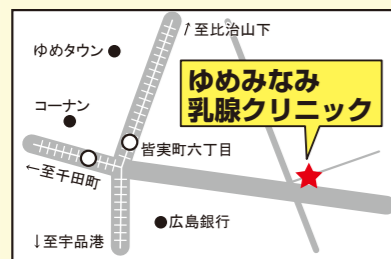 ↑至比治山下
ゆめタウン
ゆめみなみ
乳腺クリニック
コーナン
皆実町六丁目
←至千田町
広島銀行
↓至宇品港